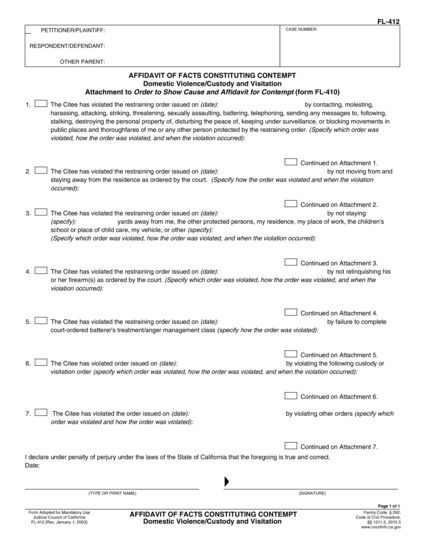 FL-412
PETITIONER/PLAINTIFF:
CASE NUMBER:
RESPONDENT/DEFENDANT:
OTHER PARENT:
AFFIDAVIT OF FACTS CONSTITUTING CONTEMPT
Domestic Violence/Custody and Visitation
Attachment to Order to Show Cause and Affidavit for Contempt (form FL-410)
1. The Citee has violated the restraining order issued on (date): by contacting, molesting,
harassing, attacking, striking, threatening, sexually assaulting, battering, telephoning, sending any messages to, following,
stalking, destroying the personal property of, disturbing the peace of, keeping under surveillance, or blocking movements in
public places and thoroughfares of me or any other person protected by the restraining order. (Specify which order was
violated, how the order was violated, and when the violation occurred):
Continued on Attachment 1.
2. The Citee has violated the restraining order issued on (date): by not moving from and
staying away from the residence as ordered by the court. (Specify how the order was violated and when the violation
occurred):
Continued on Attachment 2.
3. The Citee has violated the restraining order issued on (date): by not staying
(specify): yards away from me, the other protected persons, my residence, my place of work, the children's
school or place of child care, my vehicle, or other (specify):
(Specify which order was violated, how the order was violated, and when the violation occurred):
Continued on Attachment 3.
4. The Citee has violated the restraining order issued on (date): by not relinquishing his
or her firearm(s) as ordered by the court. (Specify which order was violated, how the order was violated, and when the
violation occurred):
Continued on Attachment 4.
5. The Citee has violated the restraining order issued on (date): by failure to complete
court-ordered batterer's treatment/anger management class (specify how the order was violated):
Continued on Attachment 5.
6. The Citee has violated order issued on (date): by violating the following custody or
visitation order (specify which order was violated, how the order was violated, and when the violation occurred):
Continued on Attachment 6.
7. The Citee has violated the order issued on (date): by violating other orders (specify which
order was violated and how the order was violated):
Continued on Attachment 7.
I declare under penalty of perjury under the laws of the State of California that the foregoing is true and correct.
Date:
(TYPE OR PRINT NAME) (SIGNATURE)
Page 1 of 1
Form Adopted for Mandatory Use
Judicial Council of California
FL-412 [Rev. January 1, 2003]
AFFIDAVIT OF FACTS CONSTITUTING CONTEMPT
Domestic Violence/Custody and Visitation
Family Code, § 292;
Code of Civil Procedure,
§§ 1211.5, 2015.5
www.courtinfo.ca.gov